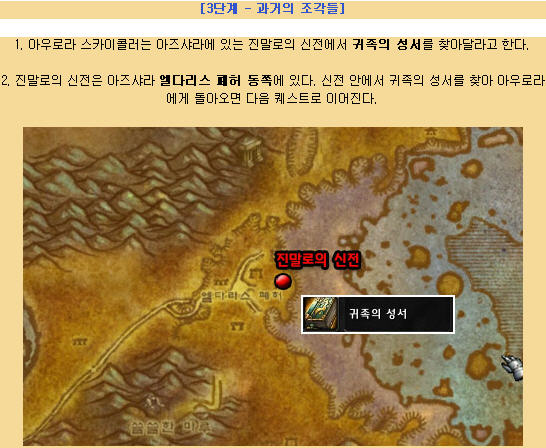 [3단계 - 과거의 조각들]
1. 아우로라 스카이콜러는 아즈샤라에 있는 진말로의 신전에서 귀족의 성서를 찾아달라고 한다.
2. 진말로의 신전은 아즈샤라 엘다리스 폐허 동쪽에 있다. 신전 안에서 귀족의 성서를 찾아 아우로라
에게 돌아오면 다음 퀘스트로 이어진다.
진말로의 신전
엘다리스 폐허
귀족의 성서
쓸쓸한 마루